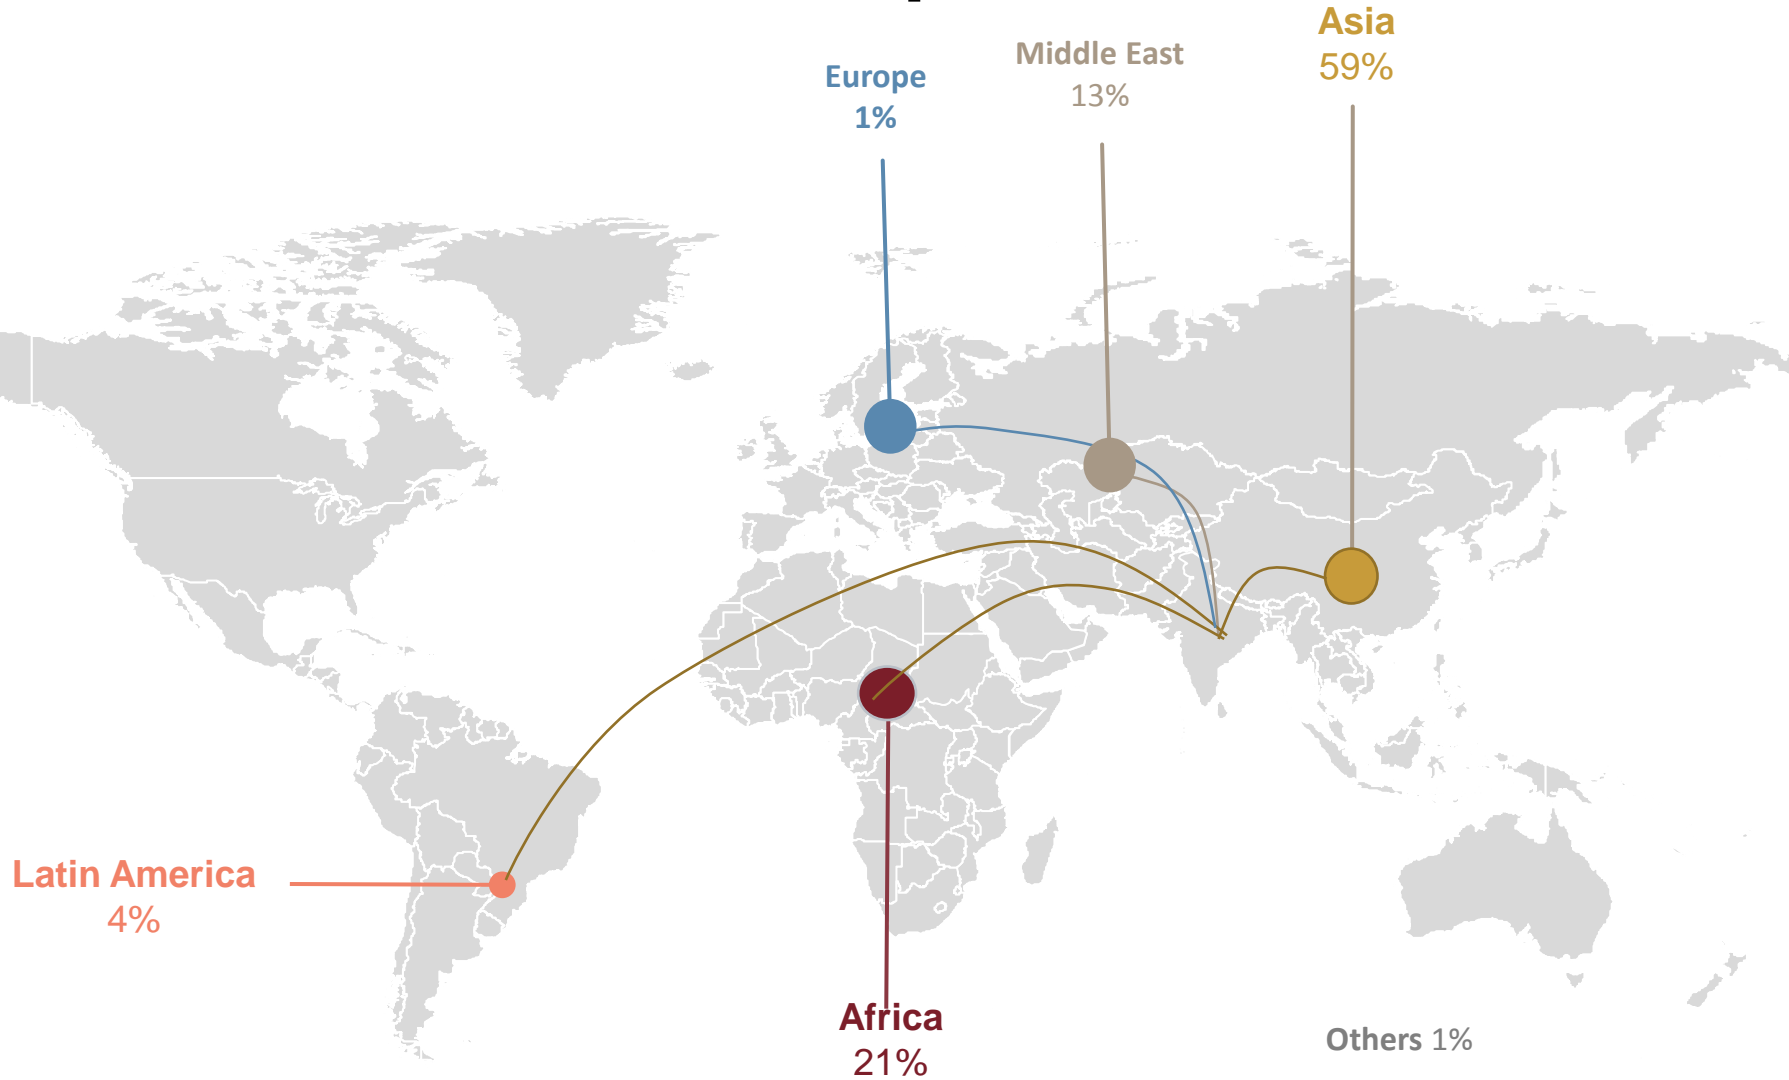 Asia
59%
Middle East
13%
Europe
1%
Latin America
4%
Africa
21%
Others 1%